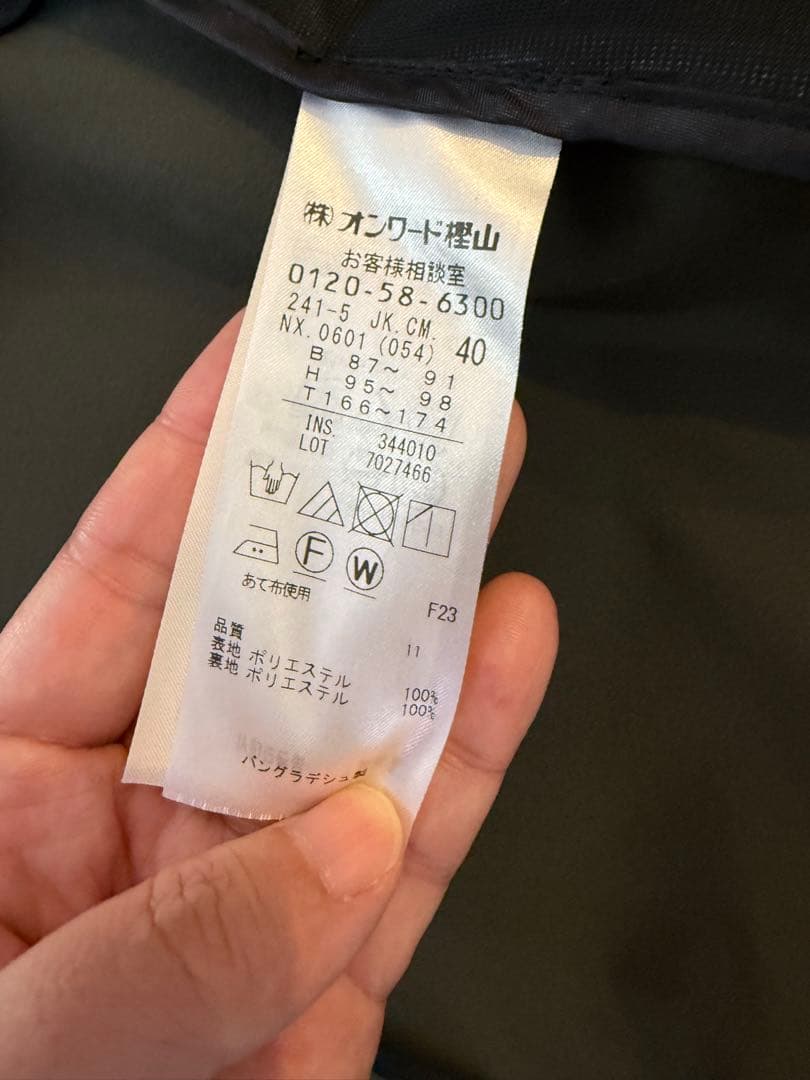 (株)オンワード樫山
お客様相談室
0120-58-6300
241-5 JK.CM.
NX.0601(054) 40
B 87～ 91
H 95～ 98
T166～174
INS. 344010
LOT 7027466
F W
あて布使用
F23
品質 11
表地 ポリエステル 100%
裏地 ポリエステル 100%
バングラデシュ製